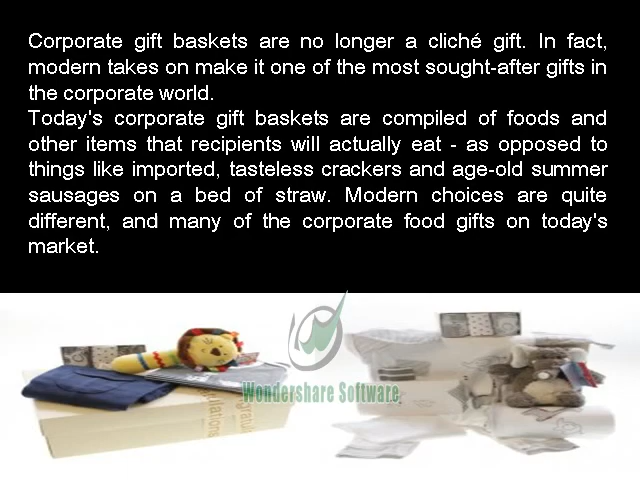 Corporate gift baskets are no longer a cliché gift. In fact,
modern takes on make it one of the most sought-after gifts in
the corporate world.
Today's corporate gift baskets are compiled of foods and
other items that recipients will actually eat - as opposed to
things like imported, tasteless crackers and age-old summer
sausages on a bed of straw. Modern choices are quite
different, and many of the corporate food gifts on today's
market.
Wondershare Software